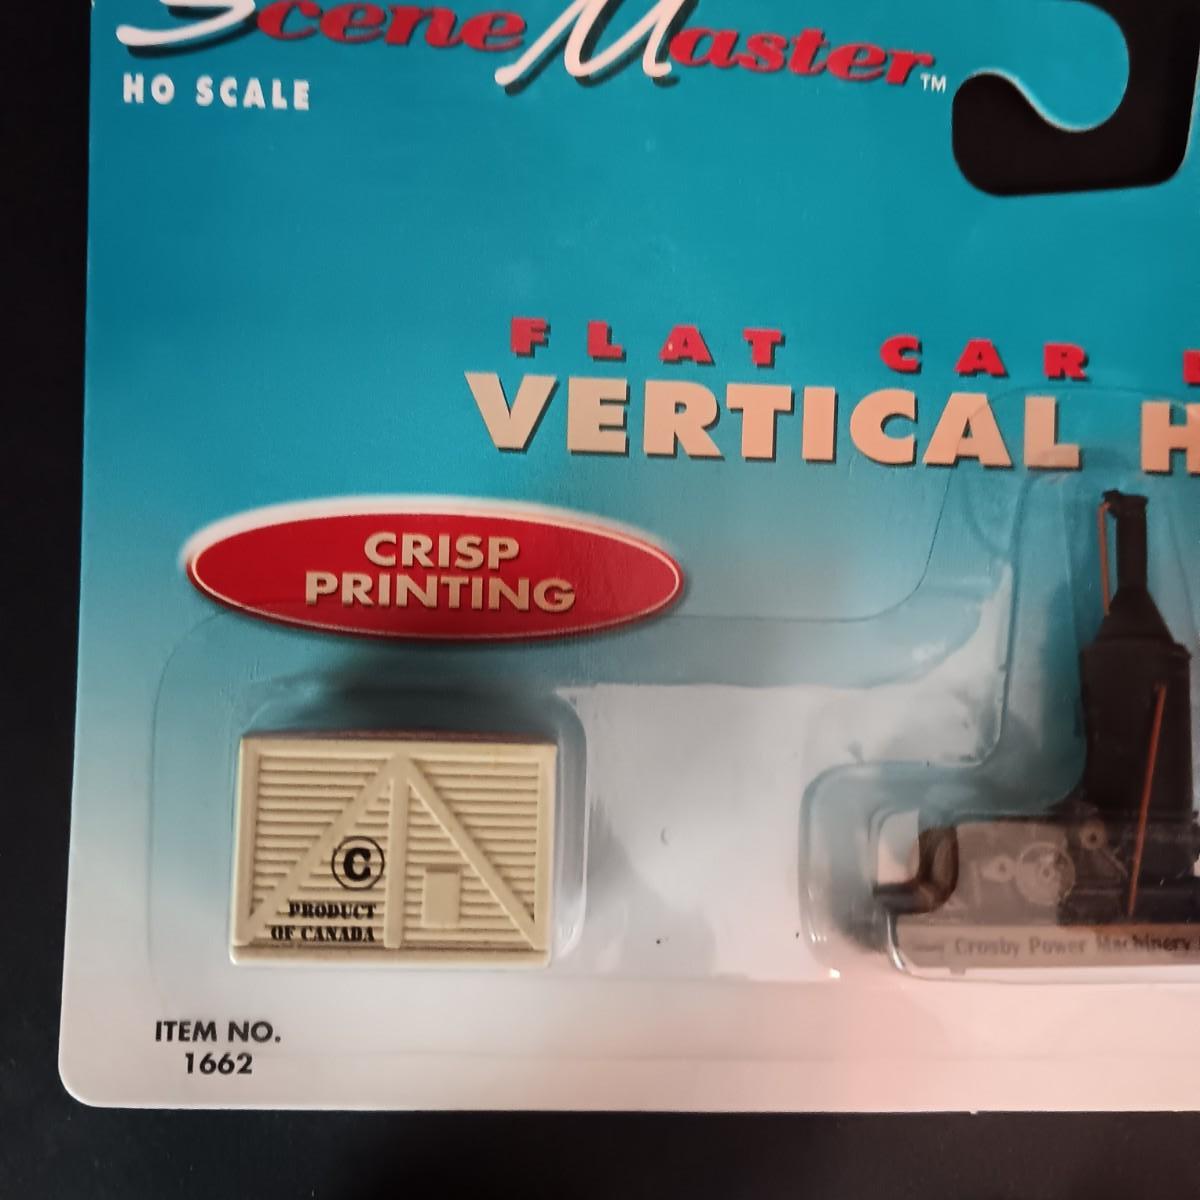 SceneMaster™
HO SCALE
FLAT CAR
VERTICAL H
CRISP
PRINTING
C
PRODUCT
OF CANADA
Crosby Power Machinery
ITEM NO.
1662